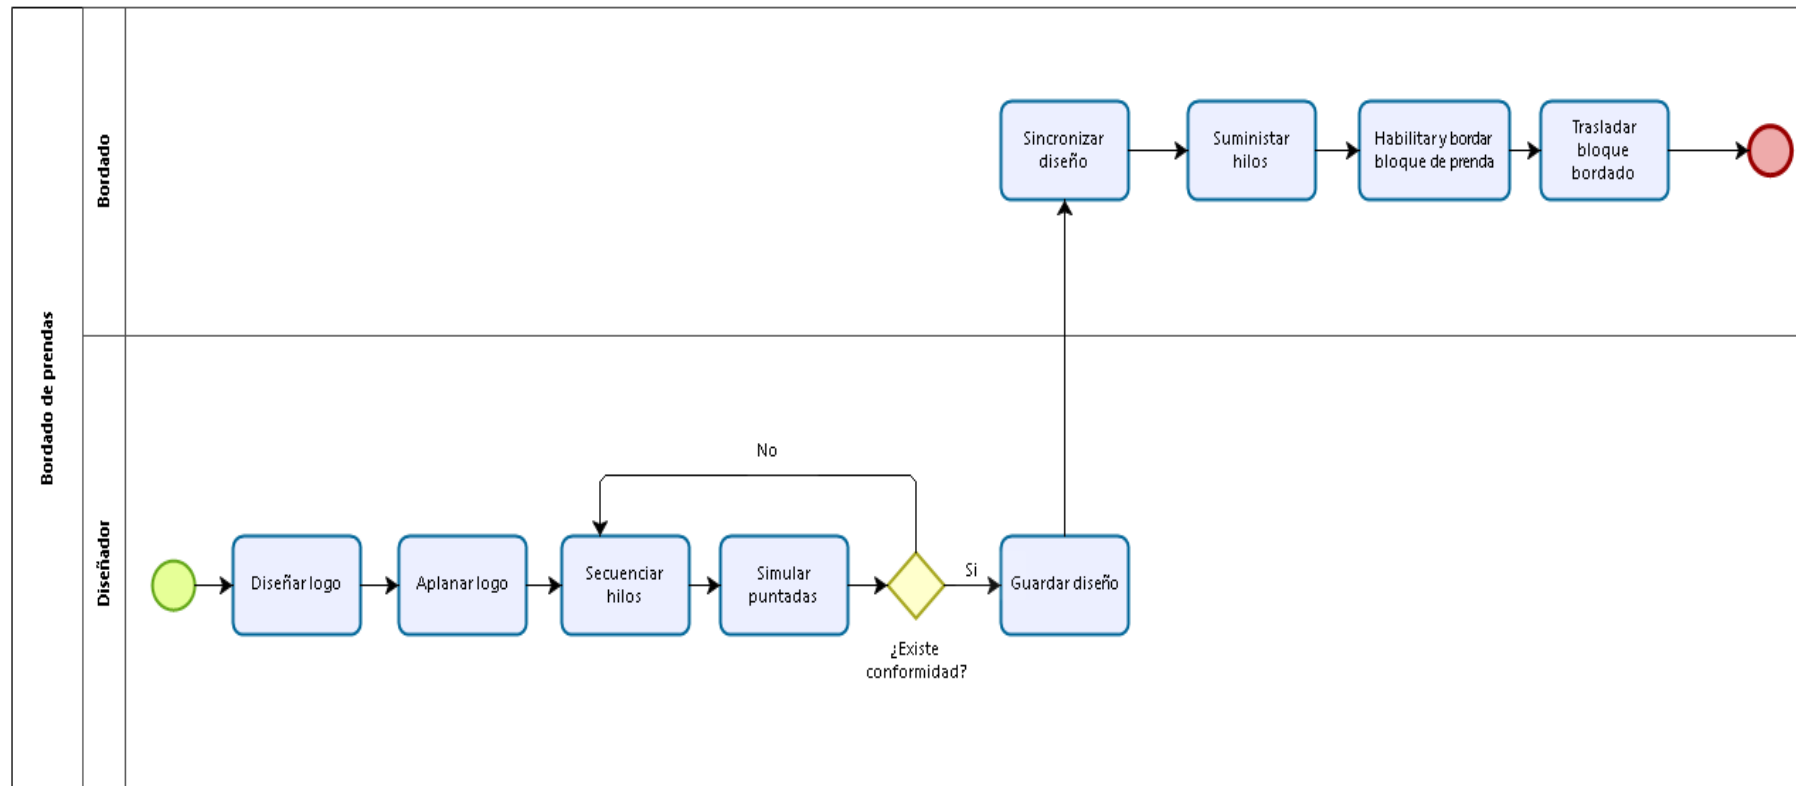 Bordado de prendas
Bordado
Sincronizar
diseño
Suministar
hilos
Habilitar y bordar
bloque de prenda
Trasladar
bloque
bordado
Diseñador
No
Diseñar logo
Aplanar logo
Secuenciar
hilos
Simular
puntadas
¿Existe
conformidad?
Si
Guardar diseño